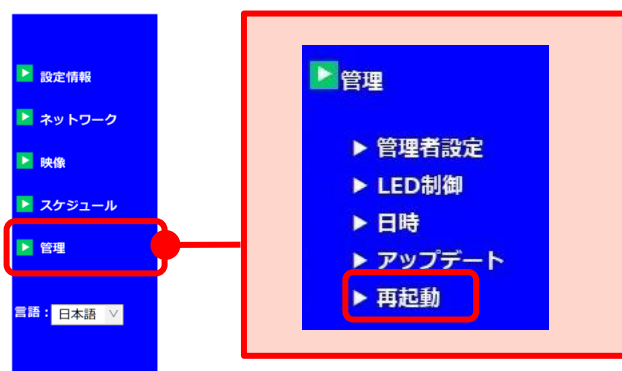 設定情報
ネットワーク
映像
スケジュール
管理
言語：日本語
管理
管理者設定
LED制御
日時
アップデート
再起動